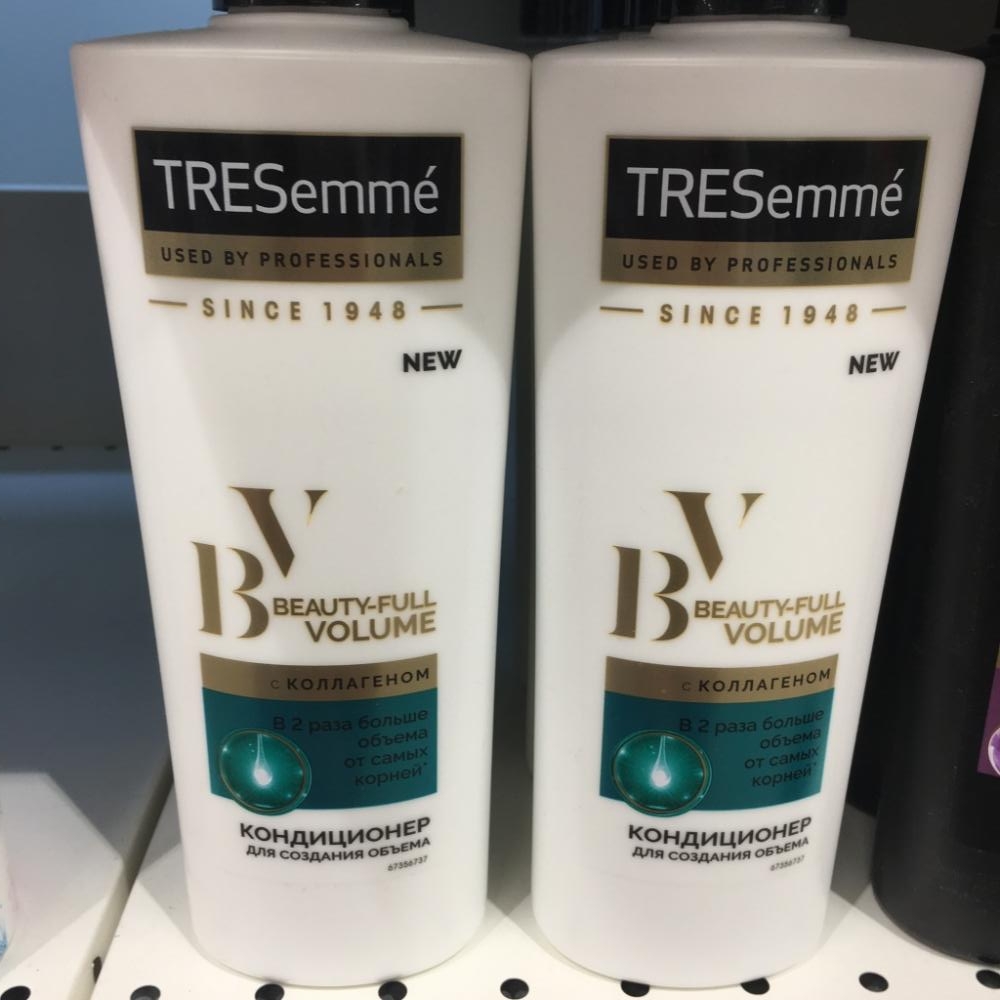 TRESemmé
USED BY PROFESSIONALS
SINCE 1948
NEW
BV
BEAUTY-FULL
VOLUME
С КОЛЛАГЕНОМ
В 2 раза больше
объема
от самых
корней*
КОНДИЦИОНЕР
ДЛЯ СОЗДАНИЯ ОБЪЕМА
67356737
TRESemmé
USED BY PROFESSIONALS
SINCE 1948
NEW
BV
BEAUTY-FULL
VOLUME
С КОЛЛАГЕНОМ
В 2 раза больше
объема
от самых
корней*
КОНДИЦИОНЕР
ДЛЯ СОЗДАНИЯ ОБЪЕМА
67356737